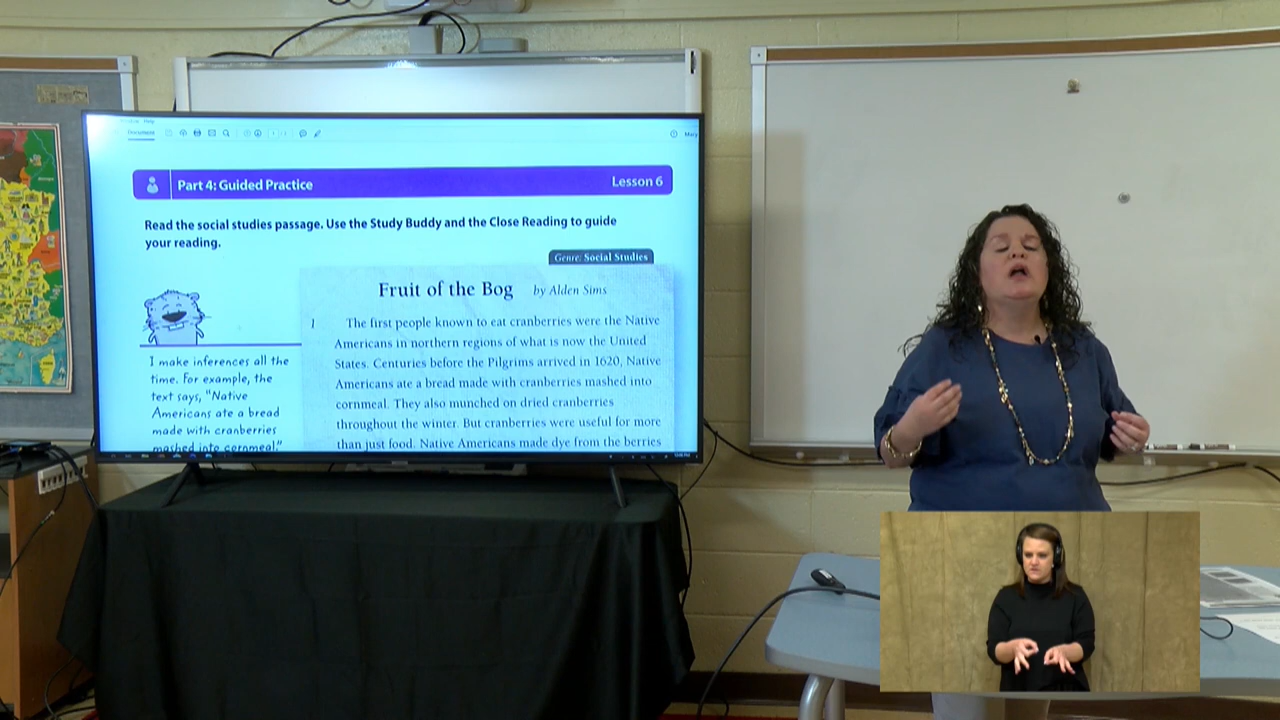 Window Help
Document
Mary
Part 4: Guided Practice
Lesson 6
Read the social studies passage. Use the Study Buddy and the Close Reading to guide
your reading.
Genre: Social Studies
Fruit of the Bog by Alden Sims
1 The first people known to eat cranberries were the Native
Americans in northern regions of what is now the United
States. Centuries before the Pilgrims arrived in 1620, Native
Americans ate a bread made with cranberries mashed into
cornmeal. They also munched on dried cranberries
throughout the winter. But cranberries were useful for more
than just food. Native Americans made dye from the berries
I make inferences all the
time. For example, the
text says, "Native
Americans ate a bread
made with cranberries
mashed into cornmeal."